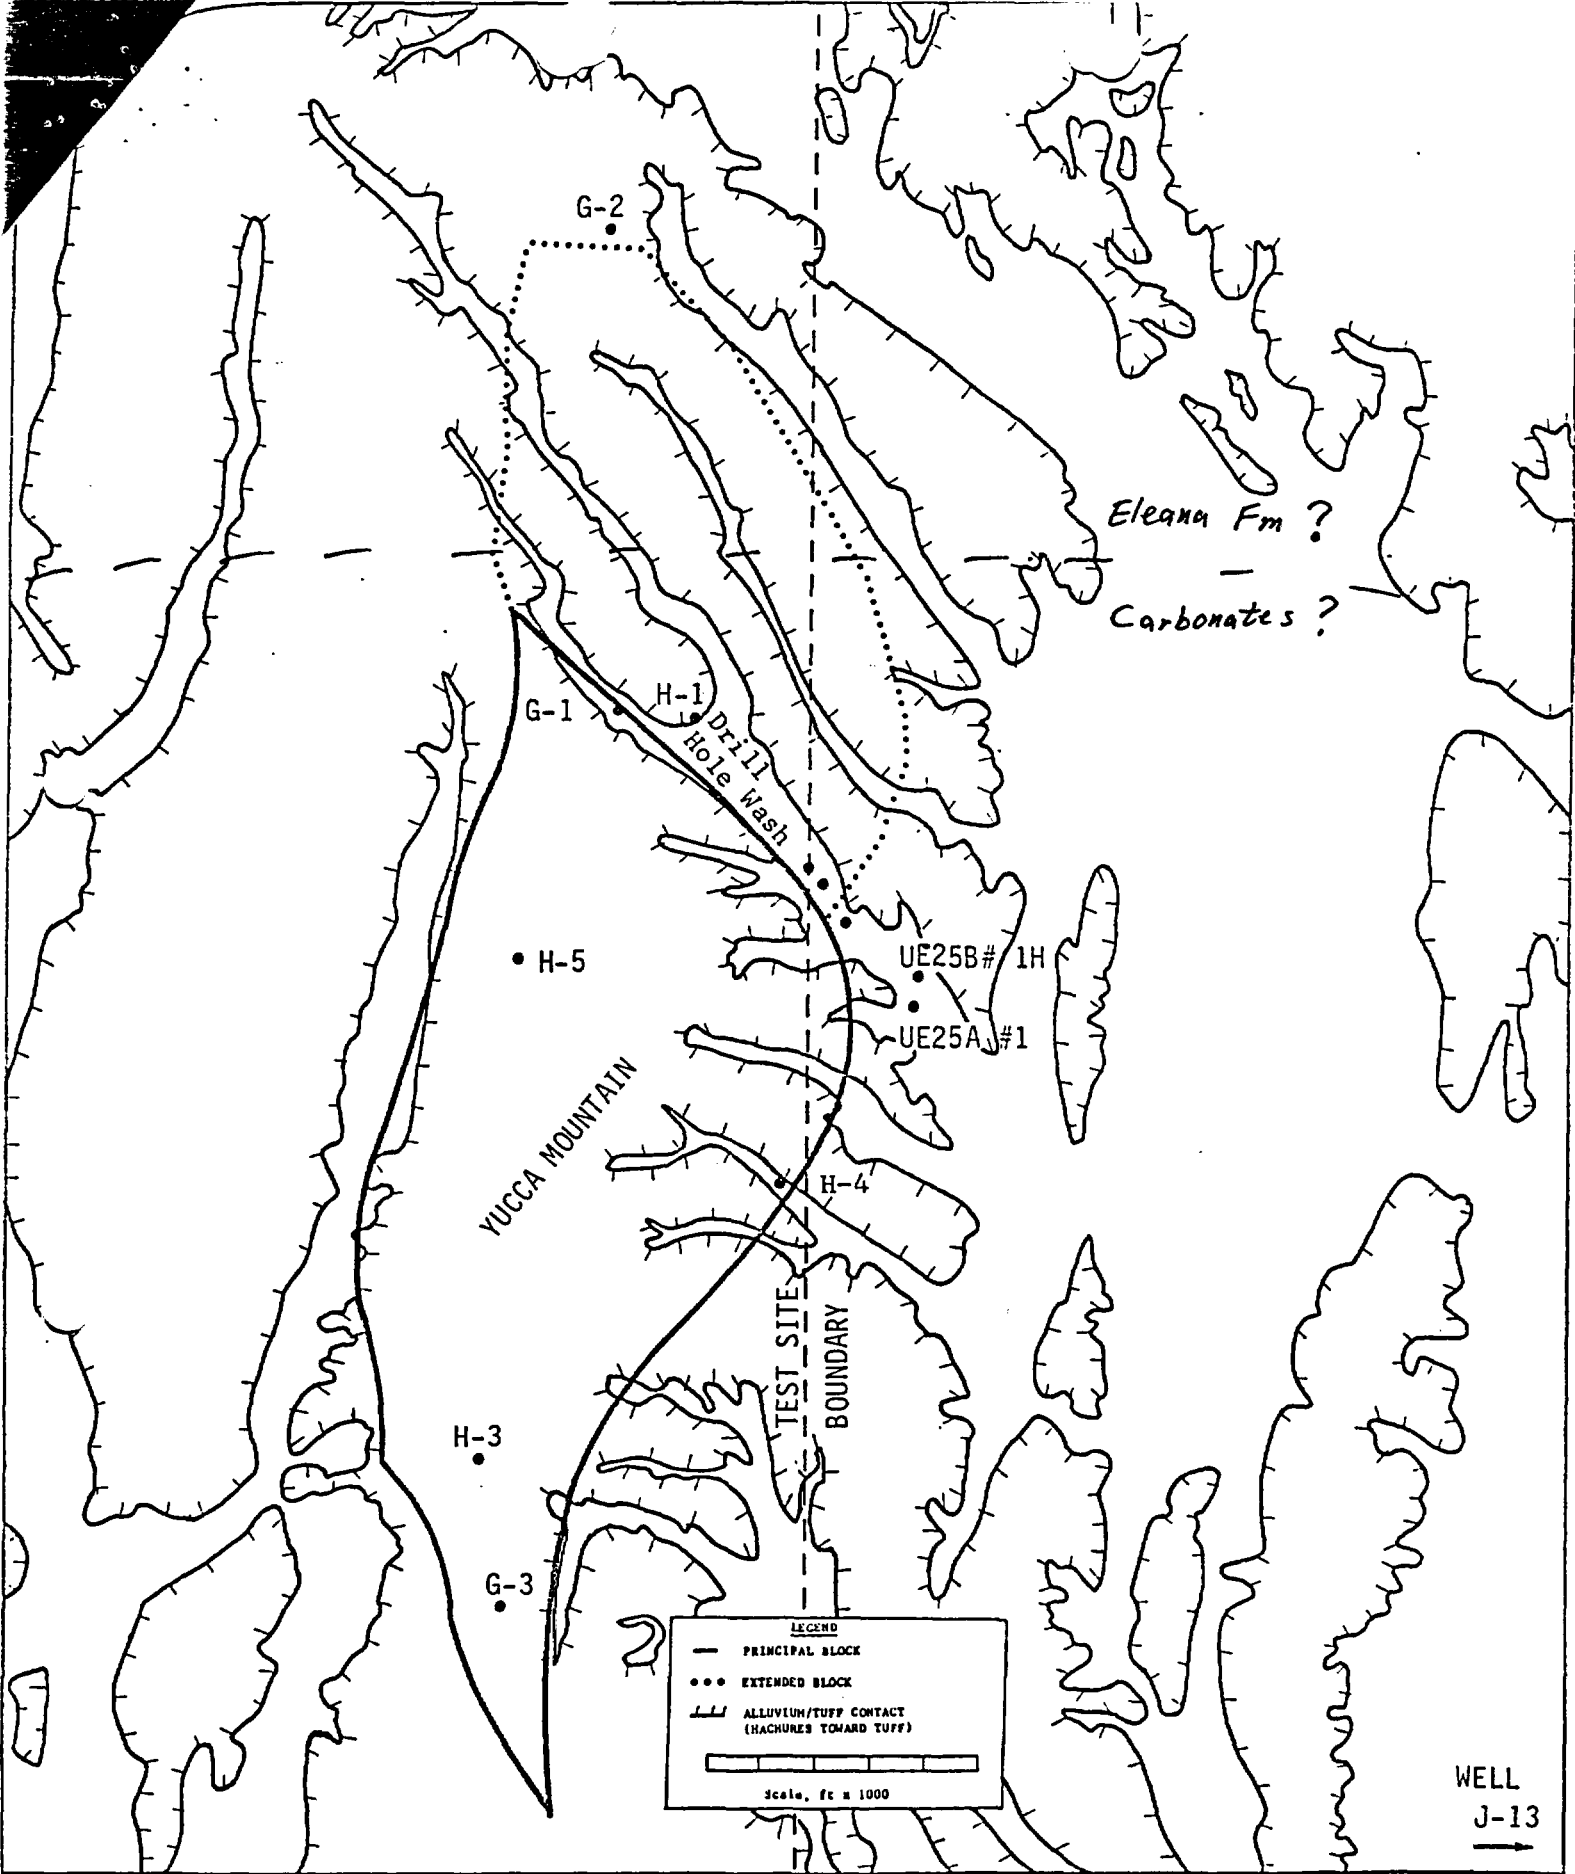 G-2
Eleana Fm ?
Carbonates ?
G-1
H-1
Drill
Hole Wash
H-5
UE25B# 1H
UE25A #1
YUCCA MOUNTAIN
H-4
TEST SITE
BOUNDARY
H-3
G-3
LEGEND
PRINCIPAL BLOCK
EXTENDED BLOCK
ALLUVIUM/TUFF CONTACT
(HACHURES TOWARD TUFF)
Scale, ft x 1000
WELL
J-13